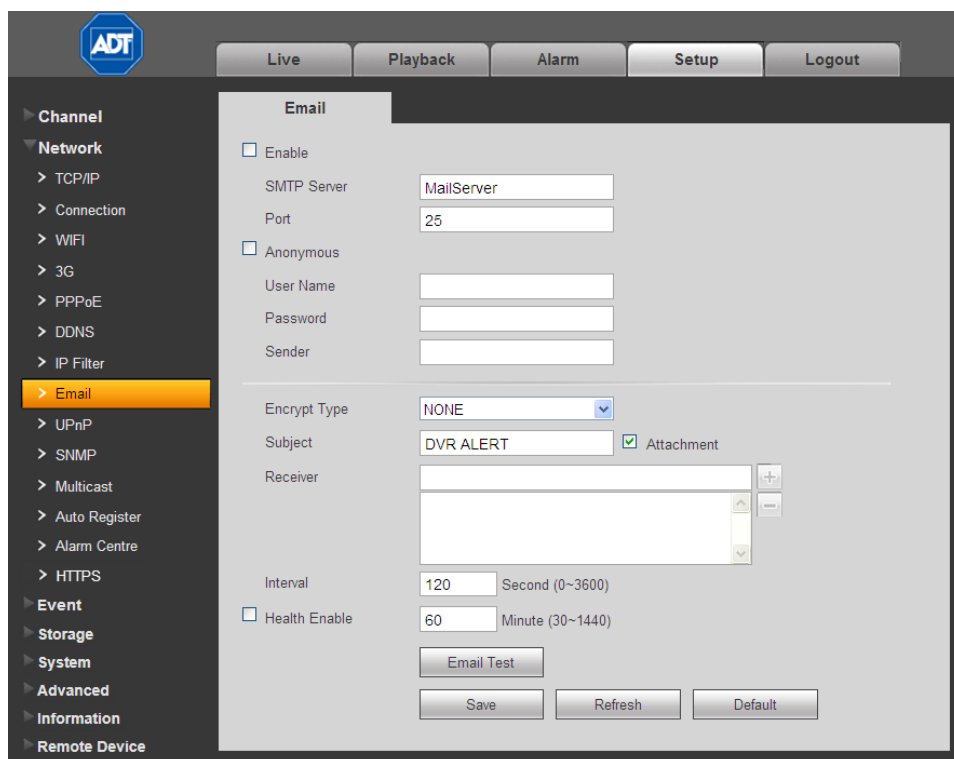 ADT
Live Playback Alarm Setup Logout
Channel
Network
TCP/IP
Connection
WIFI
3G
PPPoE
DDNS
IP Filter
Email
UPnP
SNMP
Multicast
Auto Register
Alarm Centre
HTTPS
Event
Storage
System
Advanced
Information
Remote Device
Email
Enable
SMTP Server MailServer
Port 25
Anonymous
User Name
Password
Sender
Encrypt Type NONE
Subject DVR ALERT Attachment
Receiver
Interval 120 Second (0~3600)
Health Enable 60 Minute (30~1440)
Email Test
Save Refresh Default